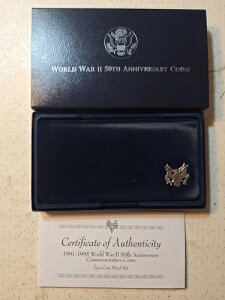 WORLD WAR II 50TH ANNIVERSARY COINS
Certificate of Authenticity
1991-1995 World War II 50th Anniversary
Commemorative Coins
Two-Coin Proof Set